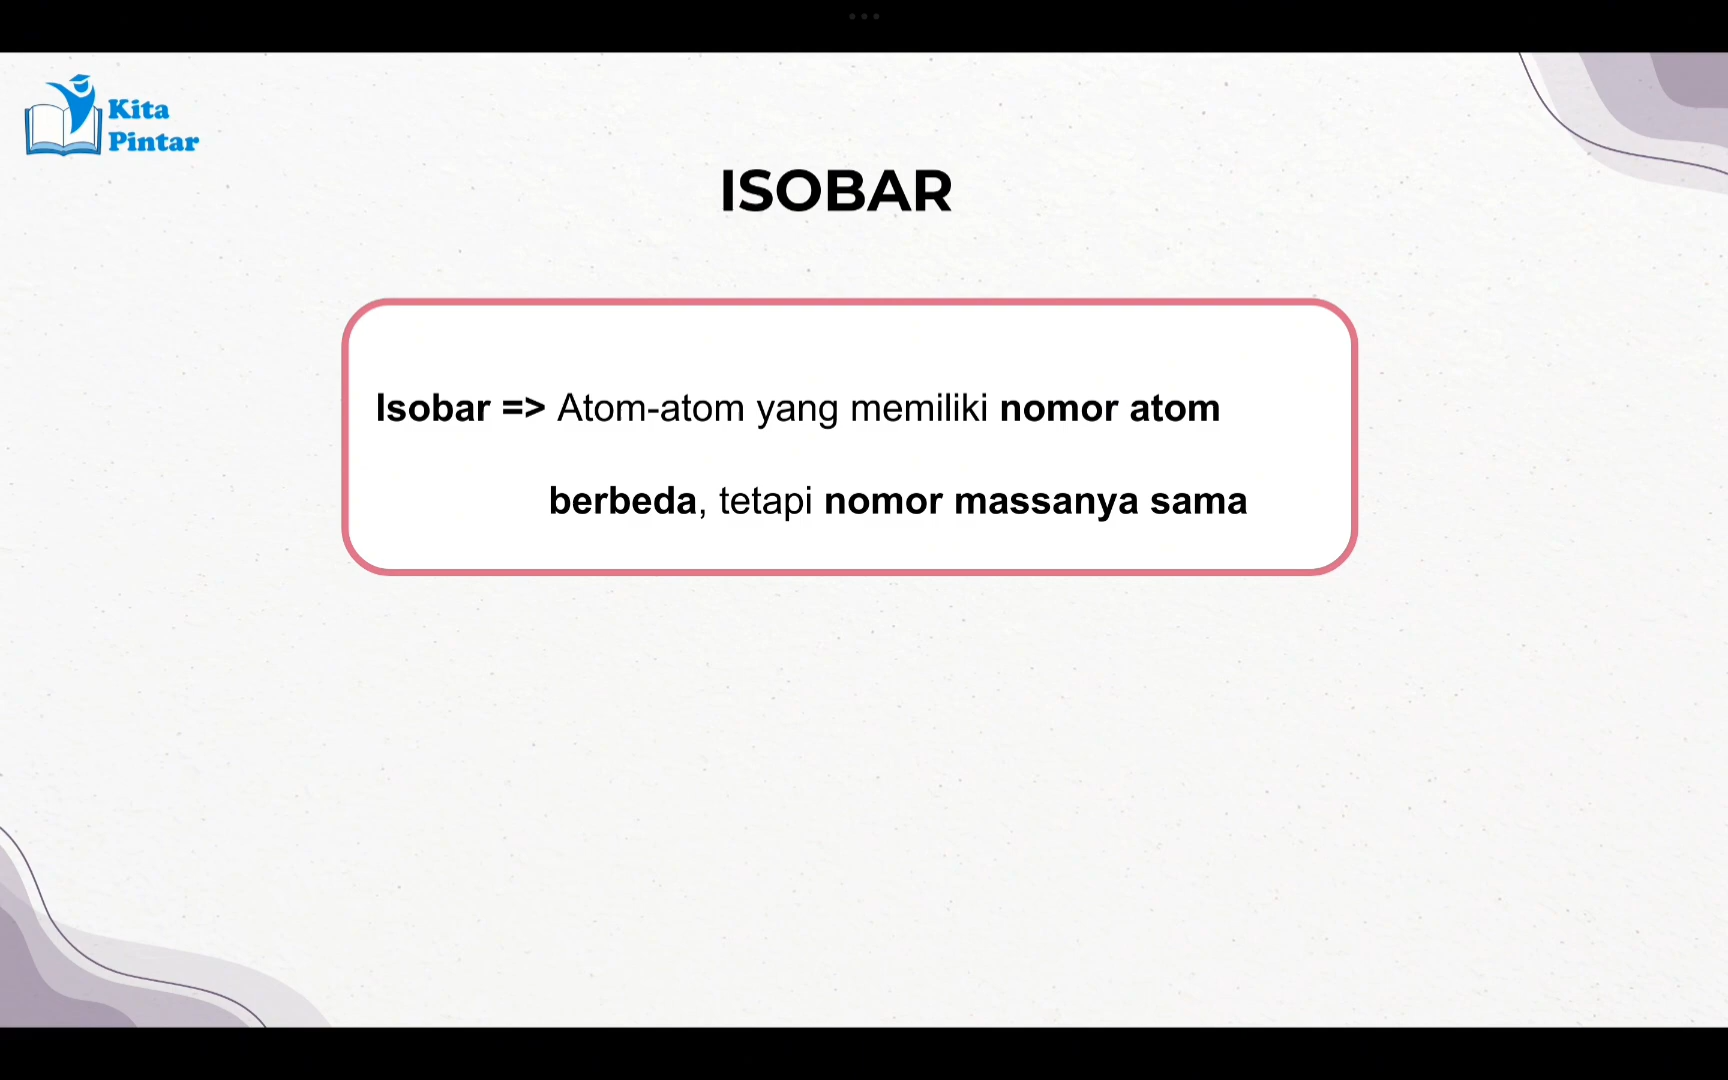 Kita
Pintar
ISOBAR
Isobar => Atom-atom yang memiliki nomor atom
berbeda, tetapi nomor massanya sama